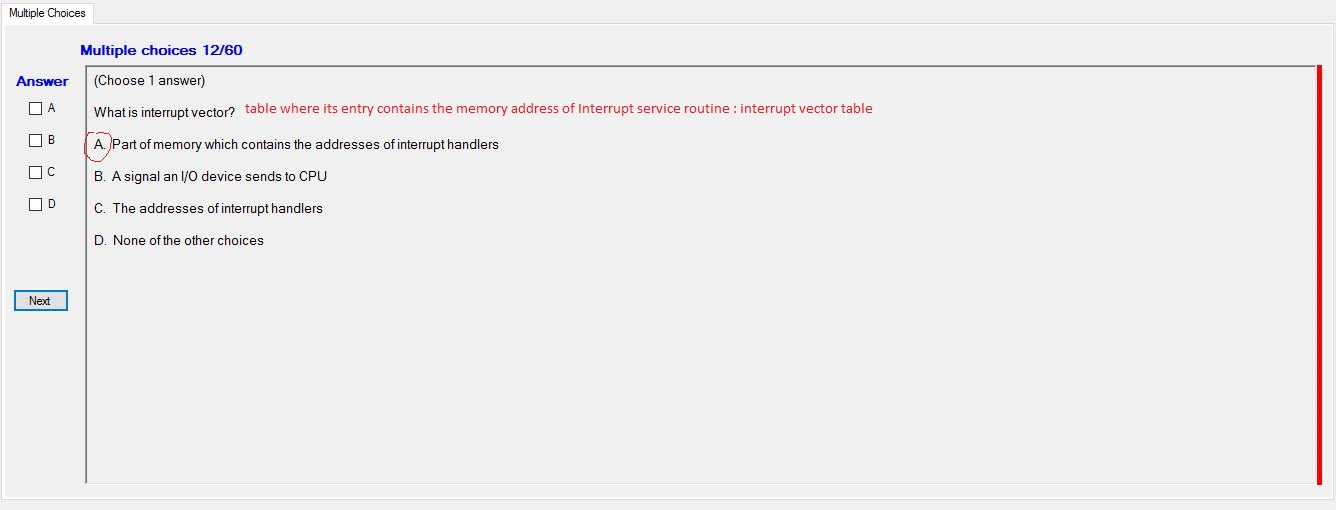 Multiple Choices
Multiple choices 12/60
Answer
(Choose 1 answer)
A
What is interrupt vector? table where its entry contains the memory address of Interrupt service routine : interrupt vector table
B
A. Part of memory which contains the addresses of interrupt handlers
C
B. A signal an I/O device sends to CPU
D
C. The addresses of interrupt handlers
D. None of the other choices
Next